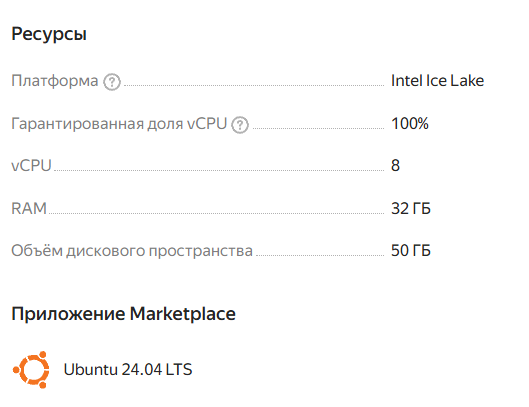 Ресурсы
Платформа ? Intel Ice Lake
Гарантированная доля vCPU ? 100%
vCPU 8
RAM 32 ГБ
Объём дискового пространства 50 ГБ
Приложение Marketplace
Ubuntu 24.04 LTS